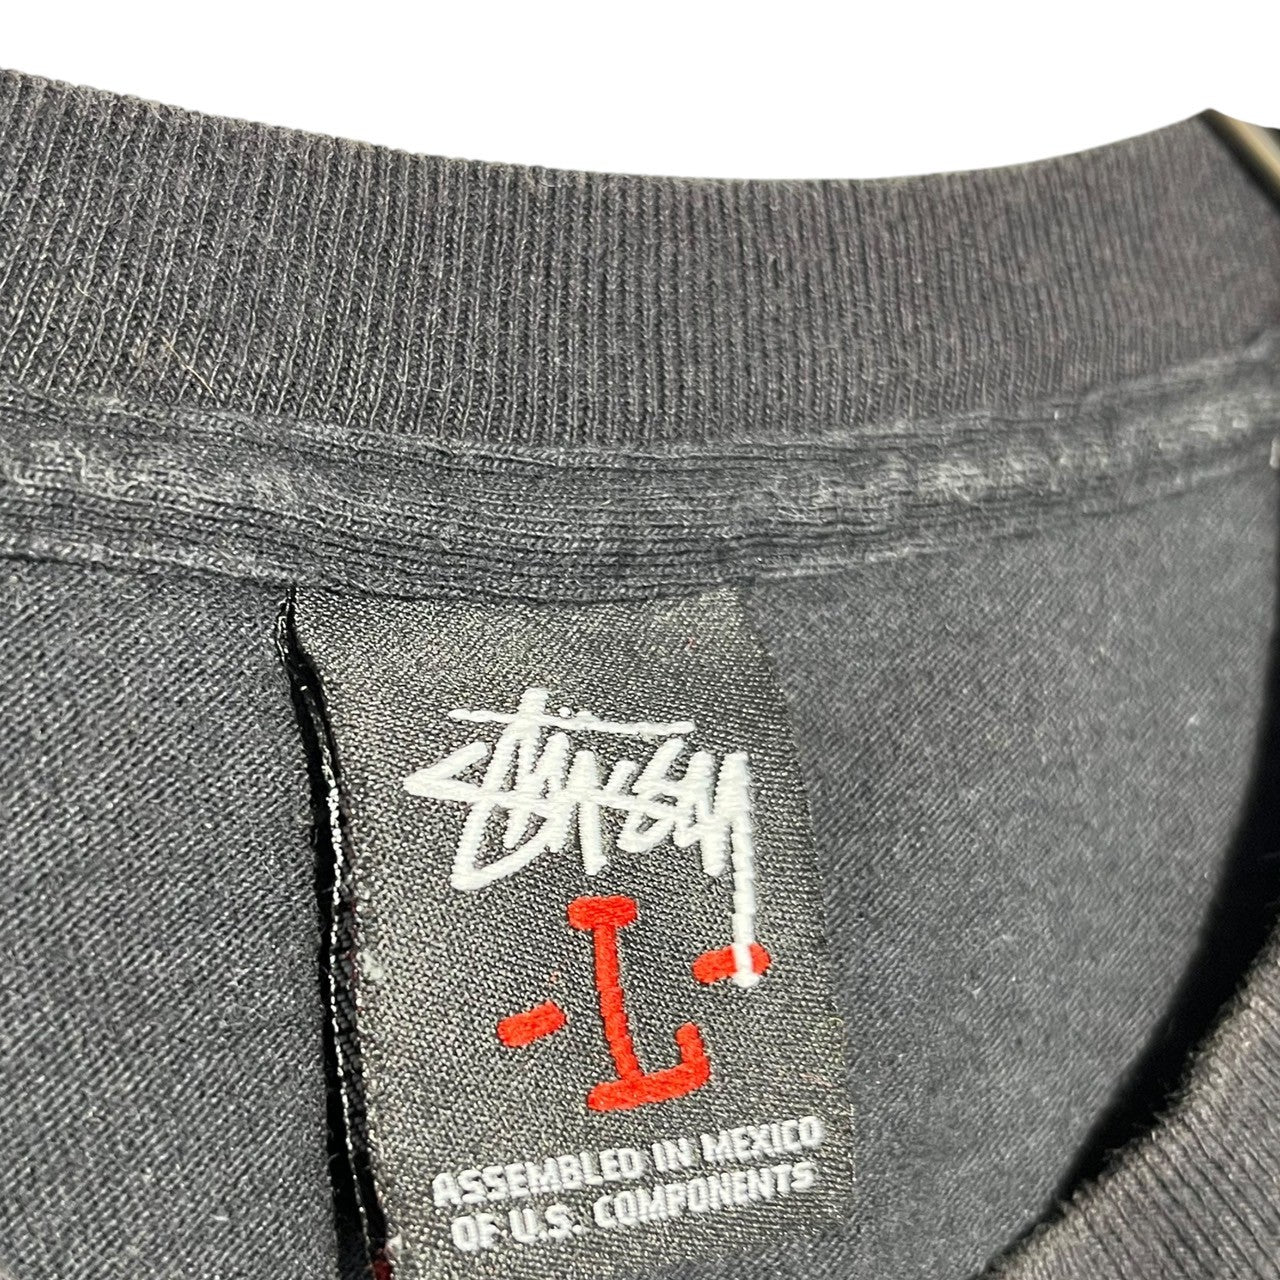 Stüssy
-L-
ASSEMBLED IN MEXICO
OF U.S. COMPONENTS